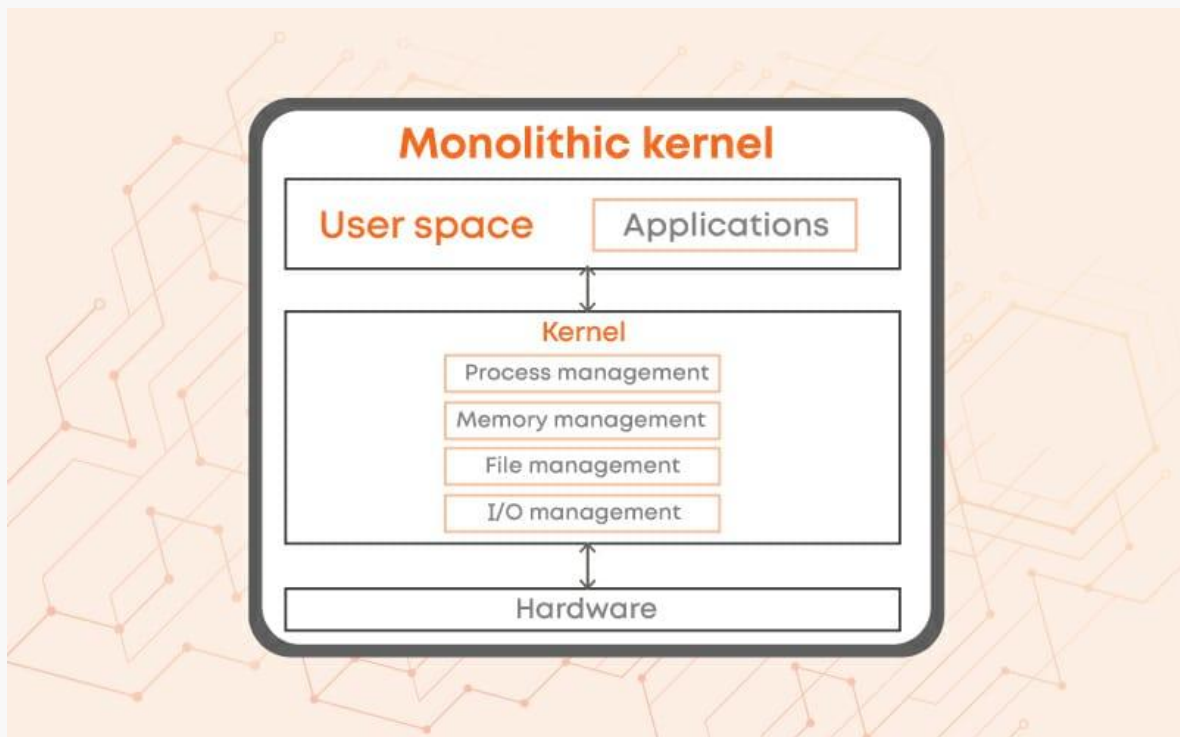 Monolithic kernel
User space
Applications
Kernel
Process management
Memory management
File management
I/O management
Hardware